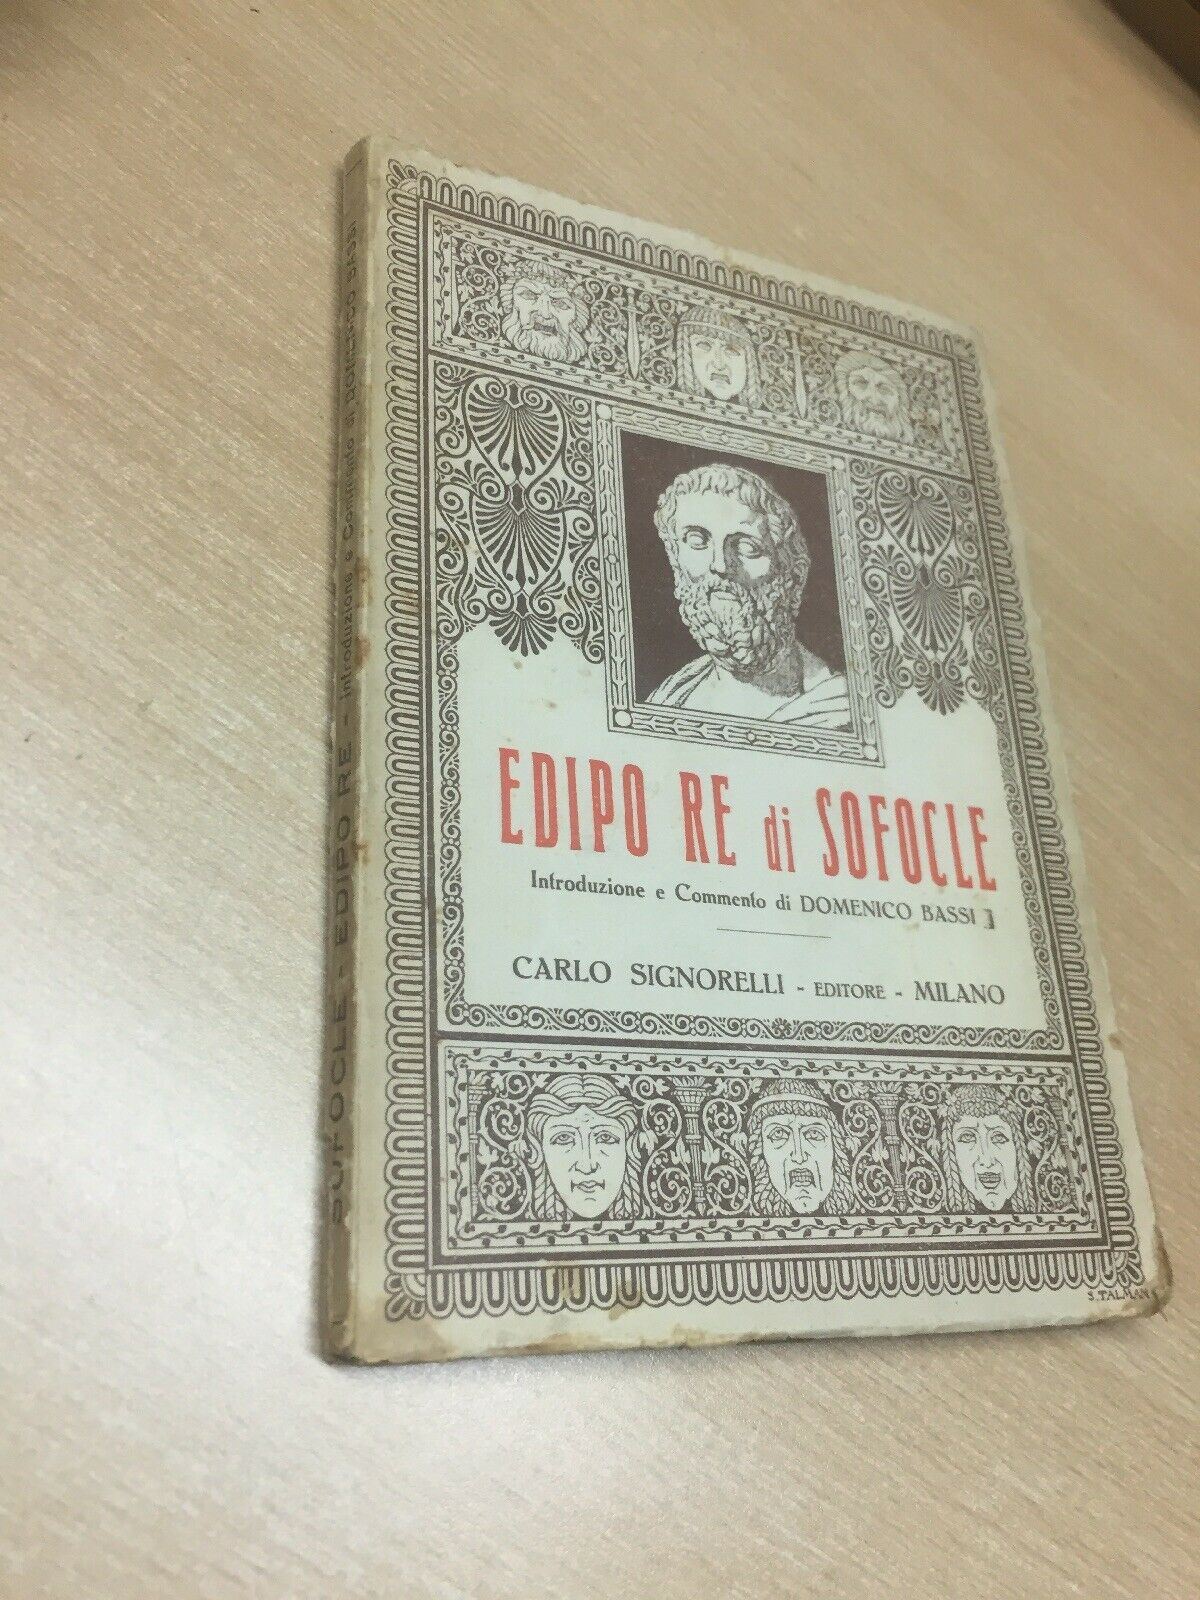 EDIPO RE di SOFOCLE
Introduzione e Commento di DOMENICO BASSI
CARLO SIGNORELLI - EDITORE - MILANO
S. TALMAN
SOFOCLE - EDIPO RE - Introduzione e Commento di DOMENICO BASSI